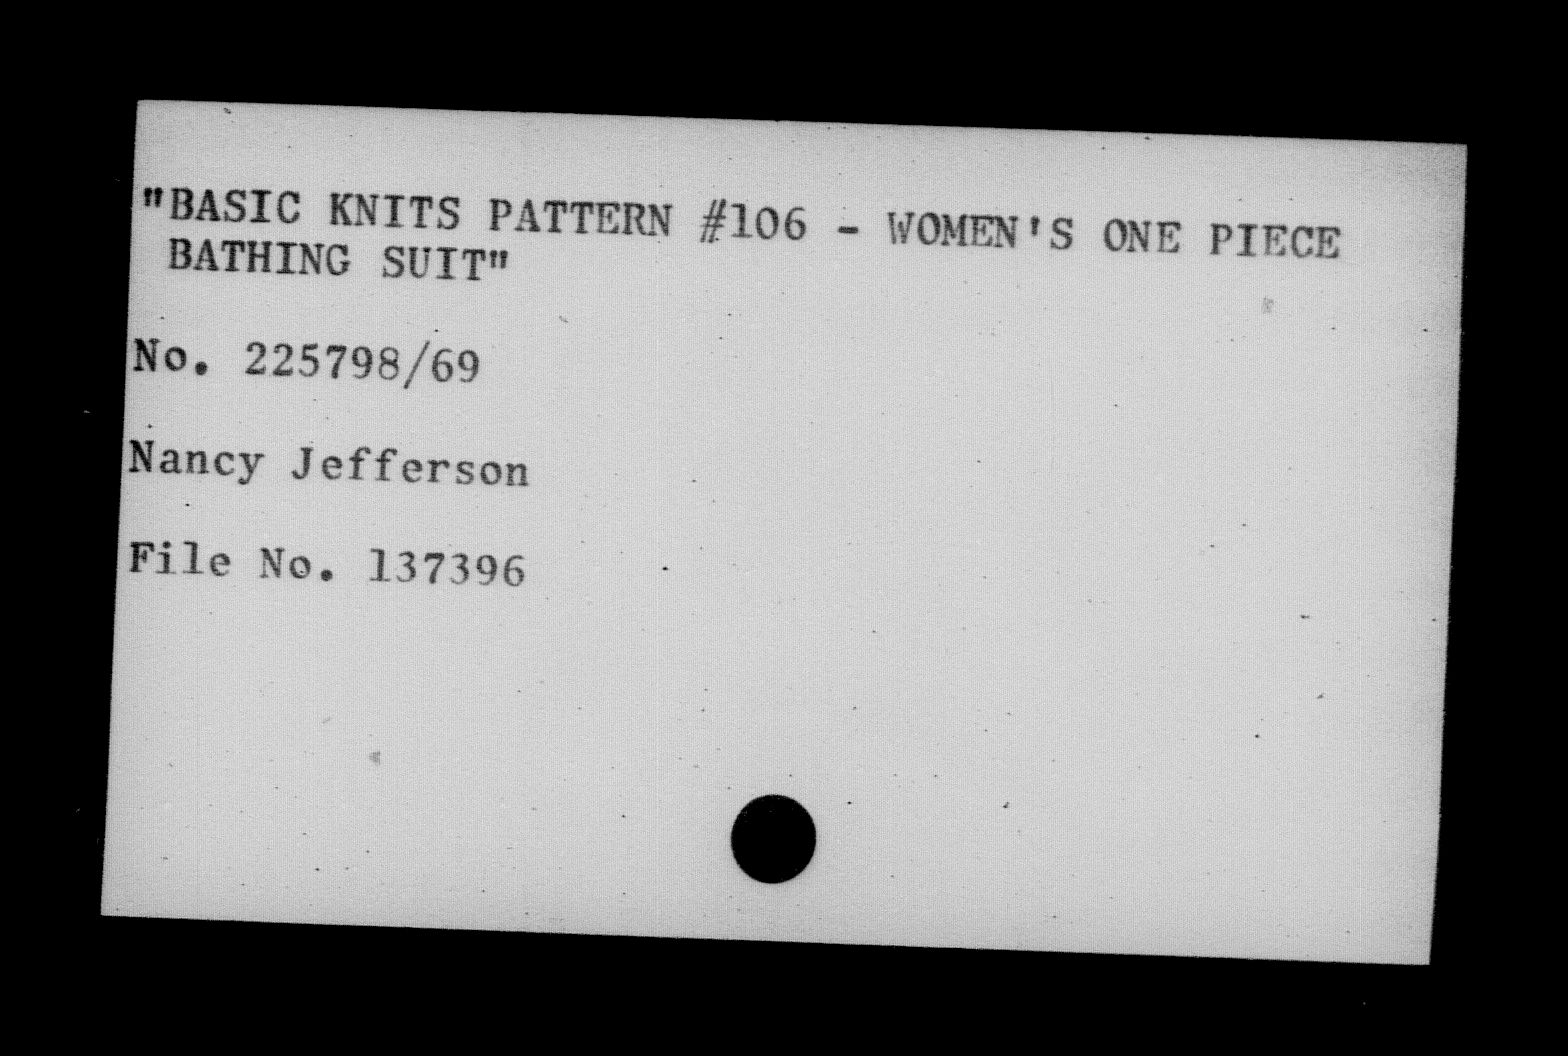 "BASIC KNITS PATTERN #106 - WOMEN'S ONE PIECE
BATHING SUIT"
No. 225798/69
Nancy Jefferson
File No. 137396